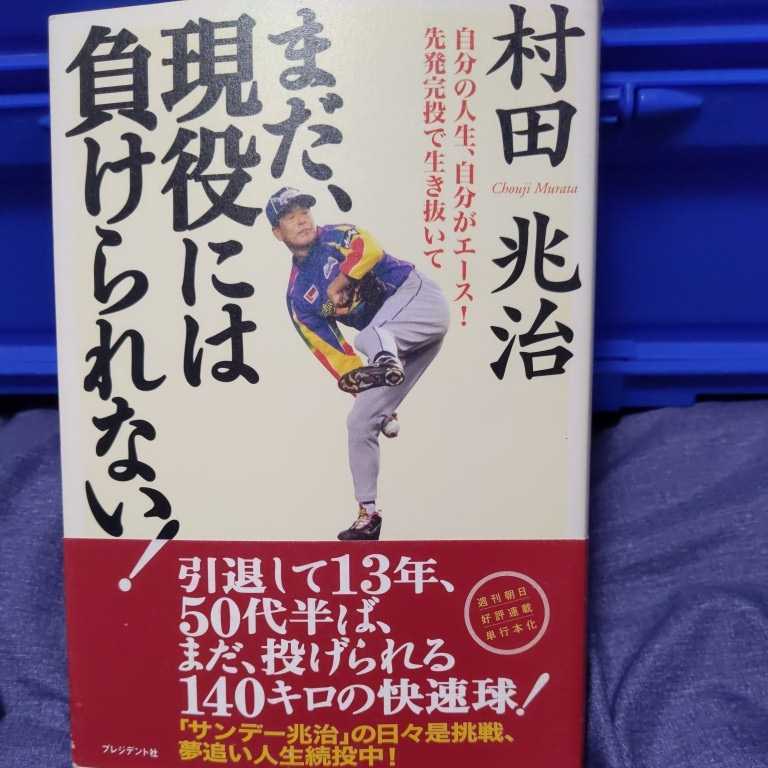 村田兆治
Chouji Murata
自分の人生、自分がエース!
先発完投で生き抜いて
まだ、
現役には
負けられない!
引退して13年、
50代半ば、
まだ、投げられる
140キロの快速球!
「サンデー兆治」の日々是挑戦、
夢追い人生続投中!
週刊朝日
好評連載
単行本化
プレジデント社